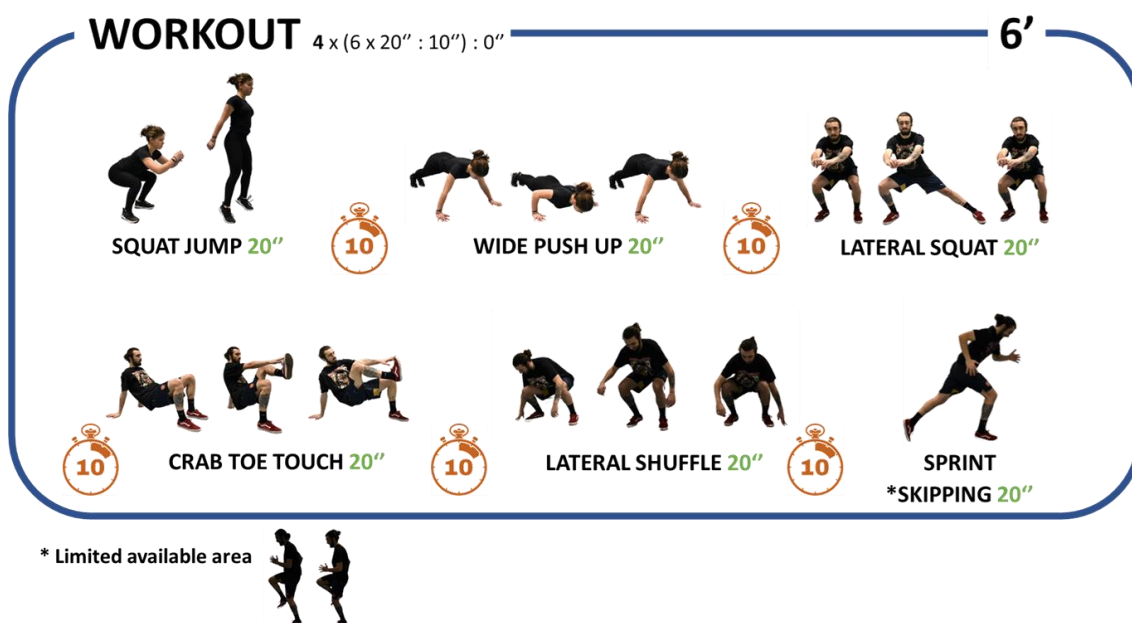 WORKOUT 4 x (6 x 20’’ : 10’’) : 0’’
6’
SQUAT JUMP 20’’
10
WIDE PUSH UP 20’’
10
LATERAL SQUAT 20’’
10
CRAB TOE TOUCH 20’’
10
LATERAL SHUFFLE 20’’
10
SPRINT
*SKIPPING 20’’
* Limited available area